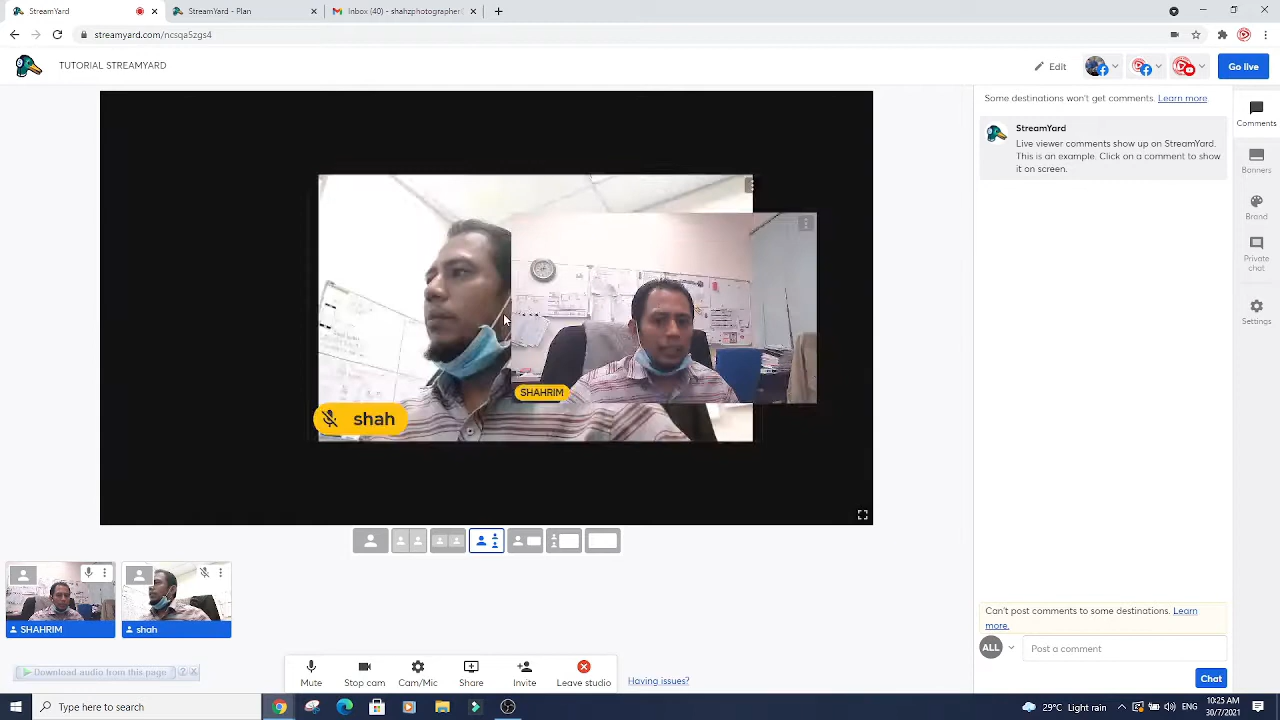 StreamYard
StreamYard - Plan
Inbox (40) - shahzphotographer@
streamyard.com/ncsqa5zgs4
TUTORIAL STREAMYARD
Edit
Go live
Some destinations won't get comments. Learn more
StreamYard
Live viewer comments show up on StreamYard.
This is an example. Click on a comment to show
it on screen.
Comments
Banners
Brand
Private
chat
Settings
SHAHRIM
shah
SHAHRIM
shah
Can't post comments to some destinations. Learn
more.
ALL
Post a comment
Chat
Download audio from this page
?
Mute
Stop cam
Cam/Mic
Share
Invite
Leave studio
Having issues?
Type here to search
29°C Light rain
10:25 AM
30/7/2021